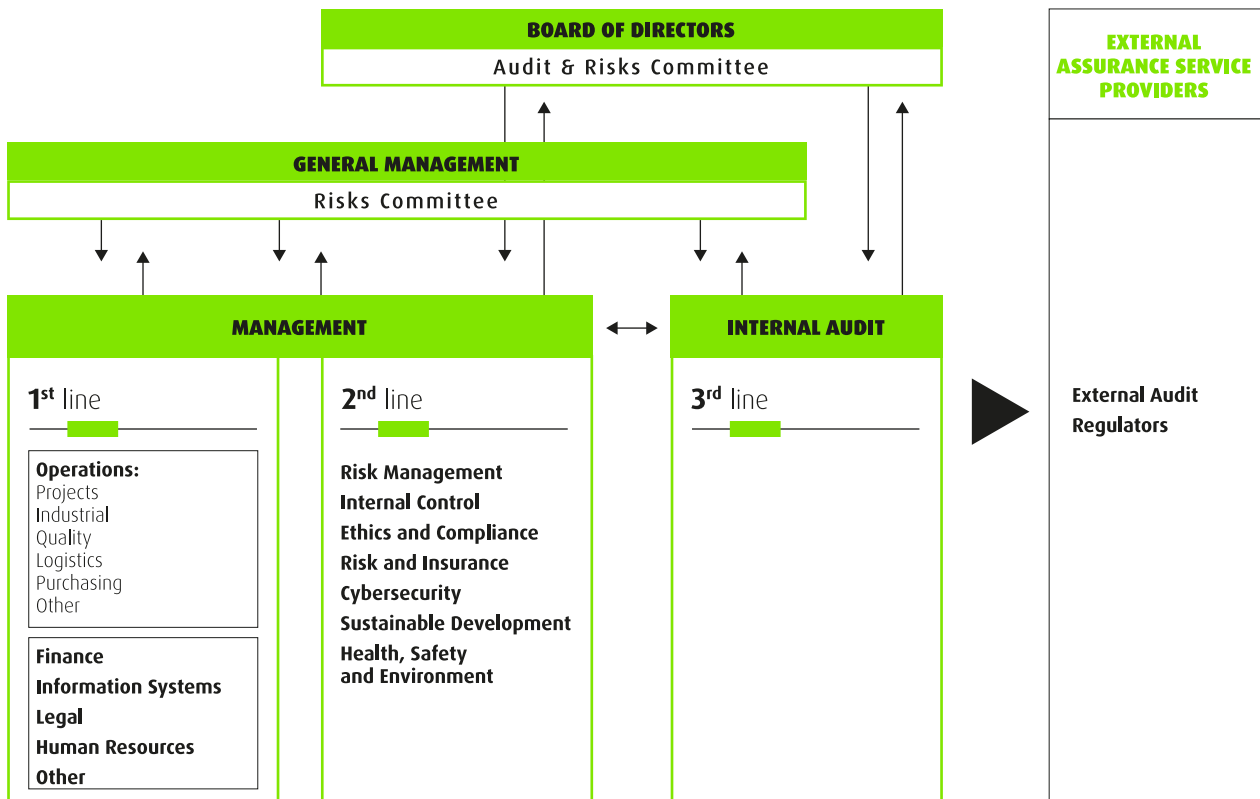 BOARD OF DIRECTORS
Audit & Risks Committee
EXTERNAL
ASSURANCE SERVICE
PROVIDERS
GENERAL MANAGEMENT
Risks Committee
MANAGEMENT
INTERNAL AUDIT
1st line
Operations:
Projects
Industrial
Quality
Logistics
Purchasing
Other
Finance
Information Systems
Legal
Human Resources
Other
2nd line
Risk Management
Internal Control
Ethics and Compliance
Risk and Insurance
Cybersecurity
Sustainable Development
Health, Safety
and Environment
3rd line
External Audit
Regulators